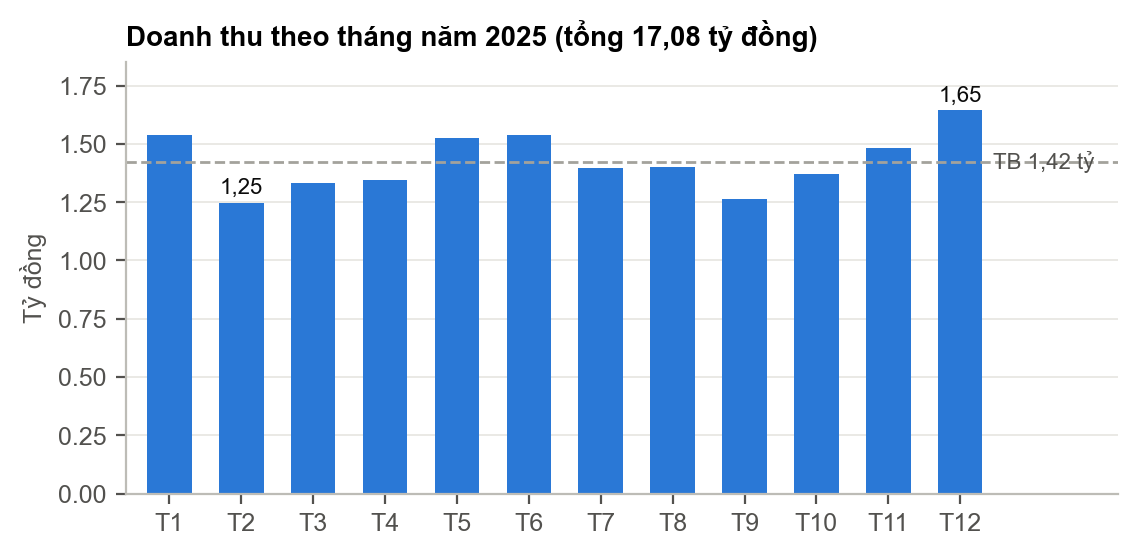 Doanh thu theo tháng năm 2025 (tổng 17,08 tỷ đồng)
Tỷ đồng
1.75
1.50
1.25
1.00
0.75
0.50
0.25
0.00
1,25
1,65
TB 1,42 tỷ
T1 T2 T3 T4 T5 T6 T7 T8 T9 T10 T11 T12